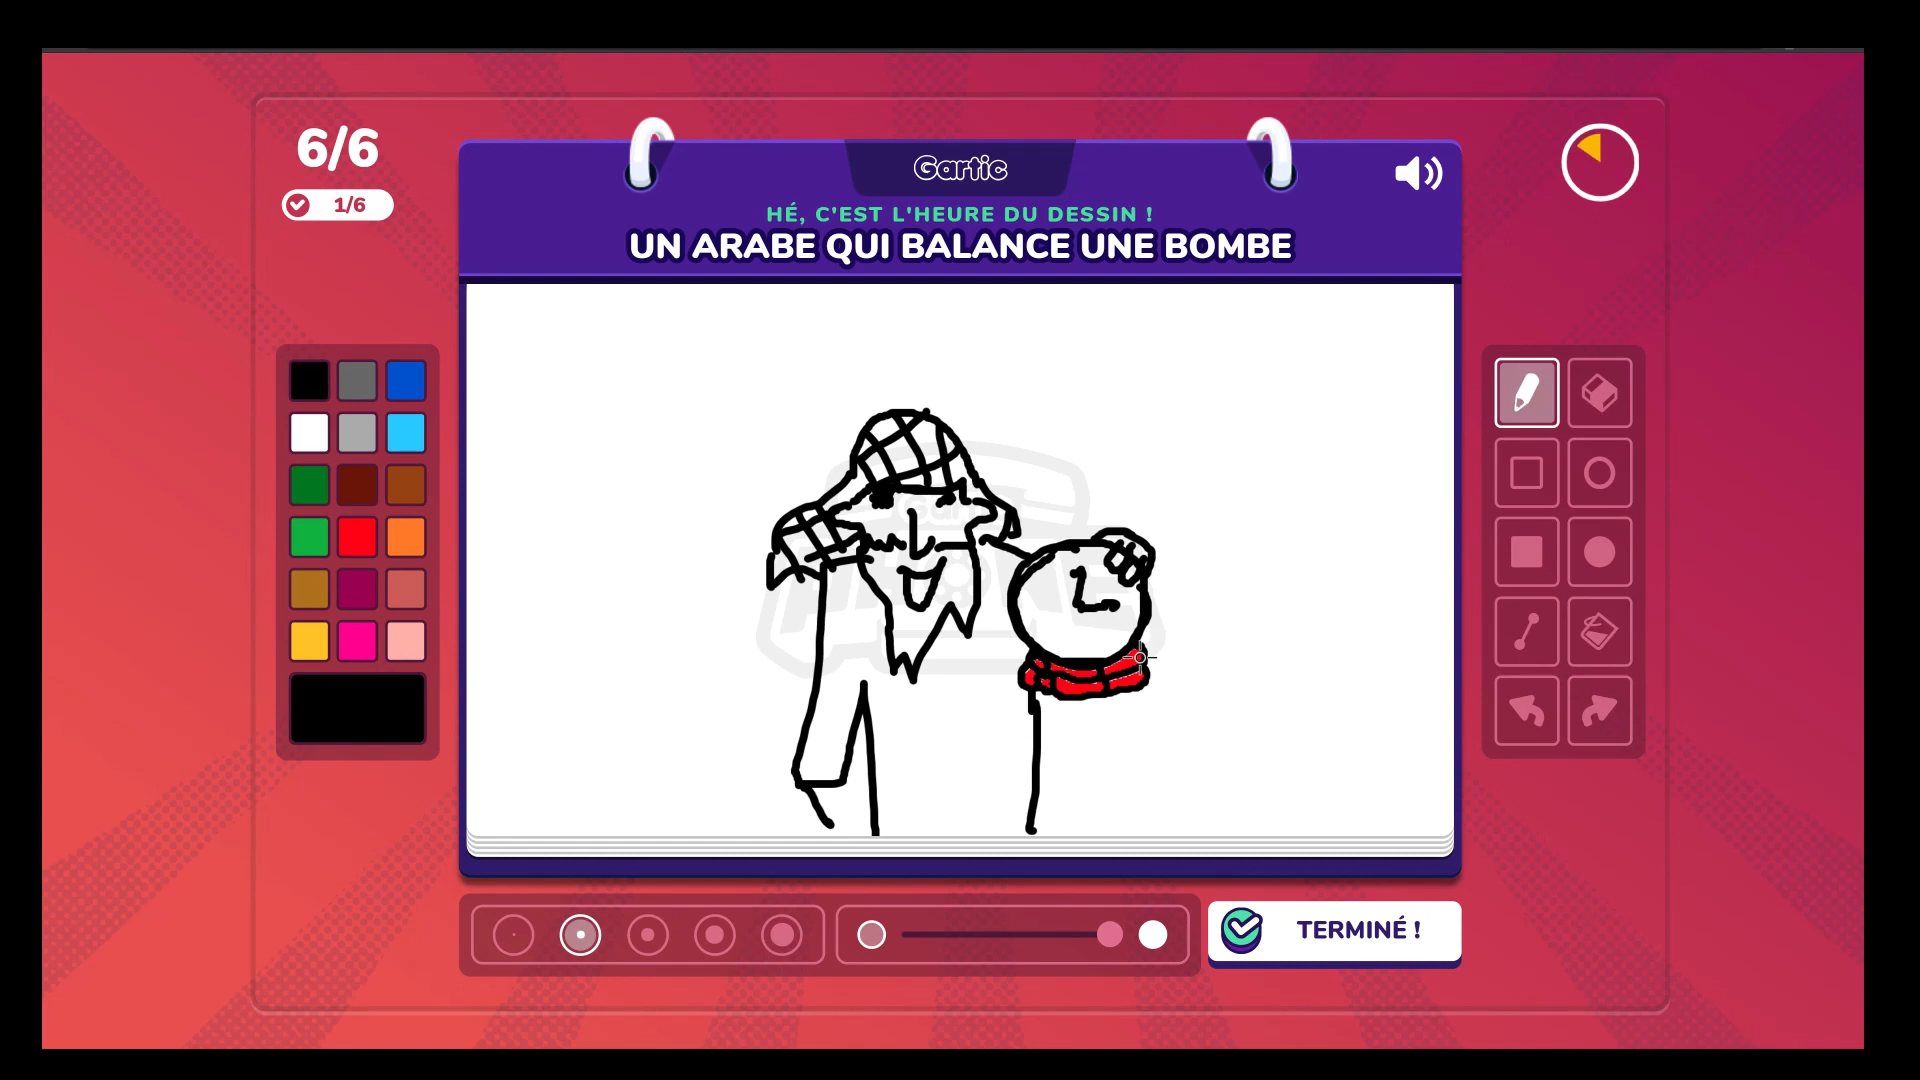 6/6
1/6
Gartic
HÉ, C'EST L'HEURE DU DESSIN !
UN ARABE QUI BALANCE UNE BOMBE
TERMINÉ !